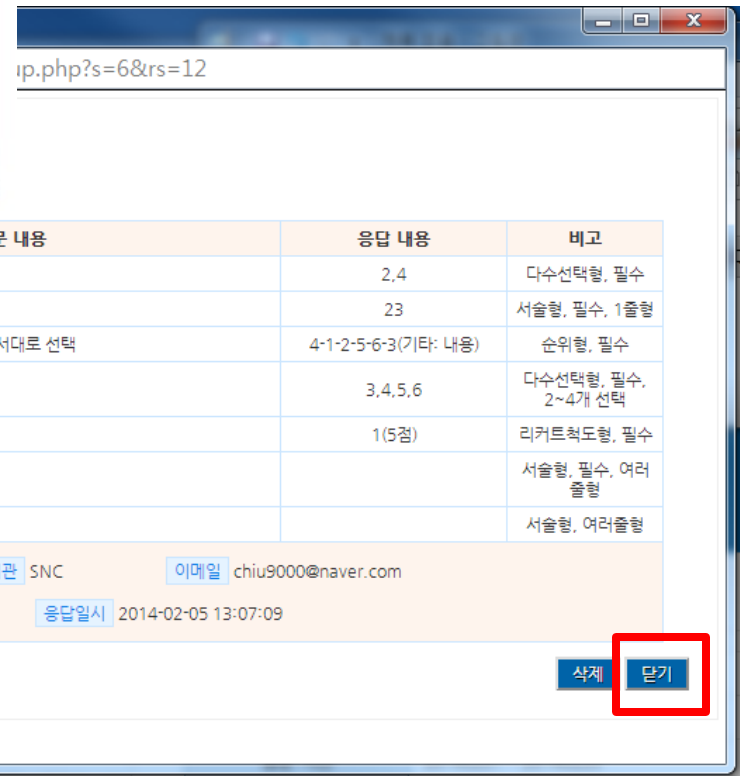 up.php?s=6&rs=12
문 내용 응답 내용 비고
2,4 다수선택형, 필수
23 서술형, 필수, 1줄형
서대로 선택 4-1-2-5-6-3(기타: 내용) 순위형, 필수
3,4,5,6 다수선택형, 필수,
2~4개 선택
1(5점) 리커트척도형, 필수
서술형, 필수, 여러
줄형
서술형, 여러줄형
관 SNC 이메일 chiu9000@naver.com
응답일시 2014-02-05 13:07:09
삭제 닫기